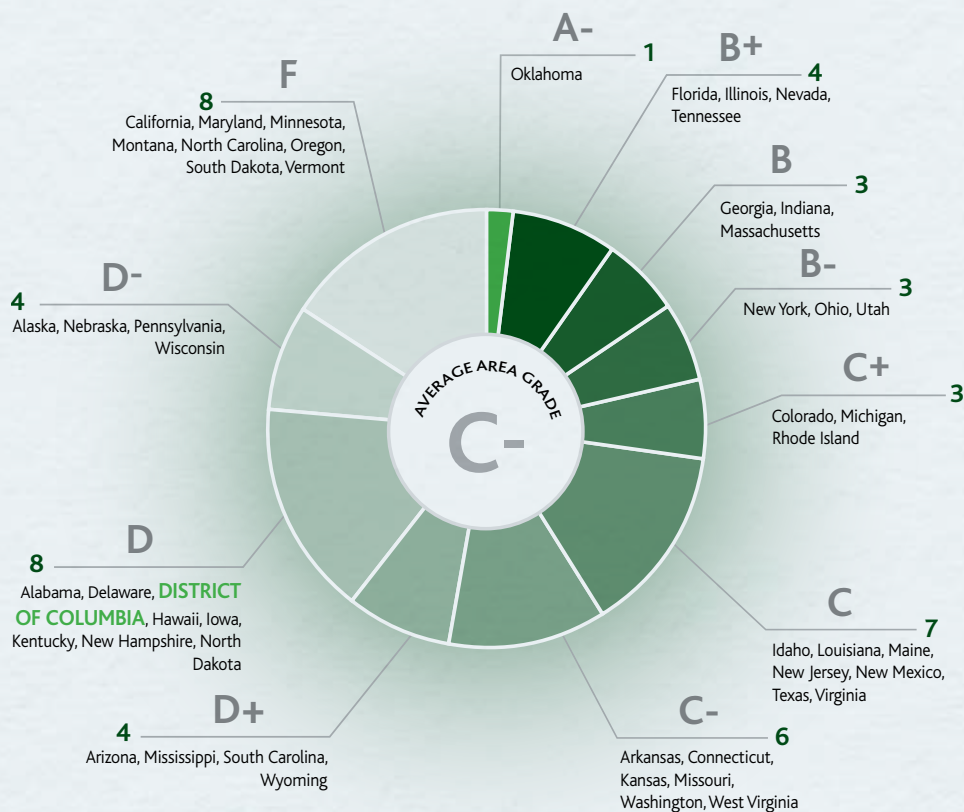 A-
1
Oklahoma
B+
4
Florida, Illinois, Nevada,
Tennessee
B
3
Georgia, Indiana,
Massachusetts
B-
3
New York, Ohio, Utah
C+
3
Colorado, Michigan,
Rhode Island
C
7
Idaho, Louisiana, Maine,
New Jersey, New Mexico,
Texas, Virginia
C-
6
Arkansas, Connecticut,
Kansas, Missouri,
Washington, West Virginia
D+
4
Arizona, Mississippi, South Carolina,
Wyoming
D
8
Alabama, Delaware, DISTRICT
OF COLUMBIA, Hawaii, Iowa,
Kentucky, New Hampshire, North
Dakota
D-
4
Alaska, Nebraska, Pennsylvania,
Wisconsin
F
8
California, Maryland, Minnesota,
Montana, North Carolina, Oregon,
South Dakota, Vermont
AVERAGE AREA GRADE
C-